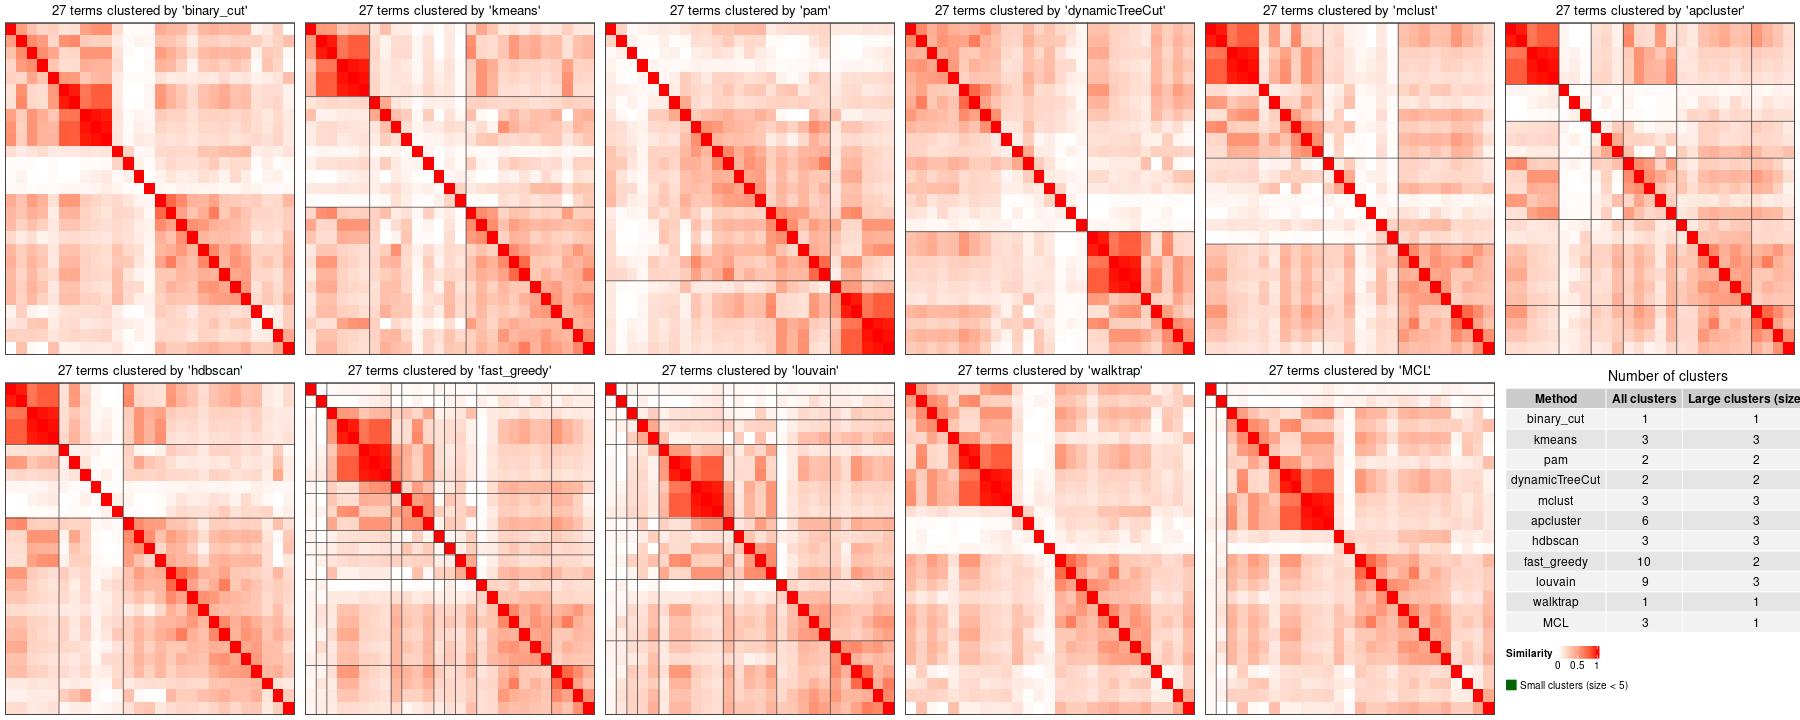 27 terms clustered by 'binary_cut'
27 terms clustered by 'kmeans'
27 terms clustered by 'pam'
27 terms clustered by 'dynamicTreeCut'
27 terms clustered by 'mclust'
27 terms clustered by 'apcluster'
27 terms clustered by 'hdbscan'
27 terms clustered by 'fast_greedy'
27 terms clustered by 'louvain'
27 terms clustered by 'walktrap'
27 terms clustered by 'MCL'
Number of clusters
Method All clusters Large clusters (size
binary_cut 1 1
kmeans 3 3
pam 2 2
dynamicTreeCut 2 2
mclust 3 3
apcluster 6 3
hdbscan 3 3
fast_greedy 10 2
louvain 9 3
walktrap 1 1
MCL 3 1
Similarity
0 0.5 1
Small clusters (size < 5)